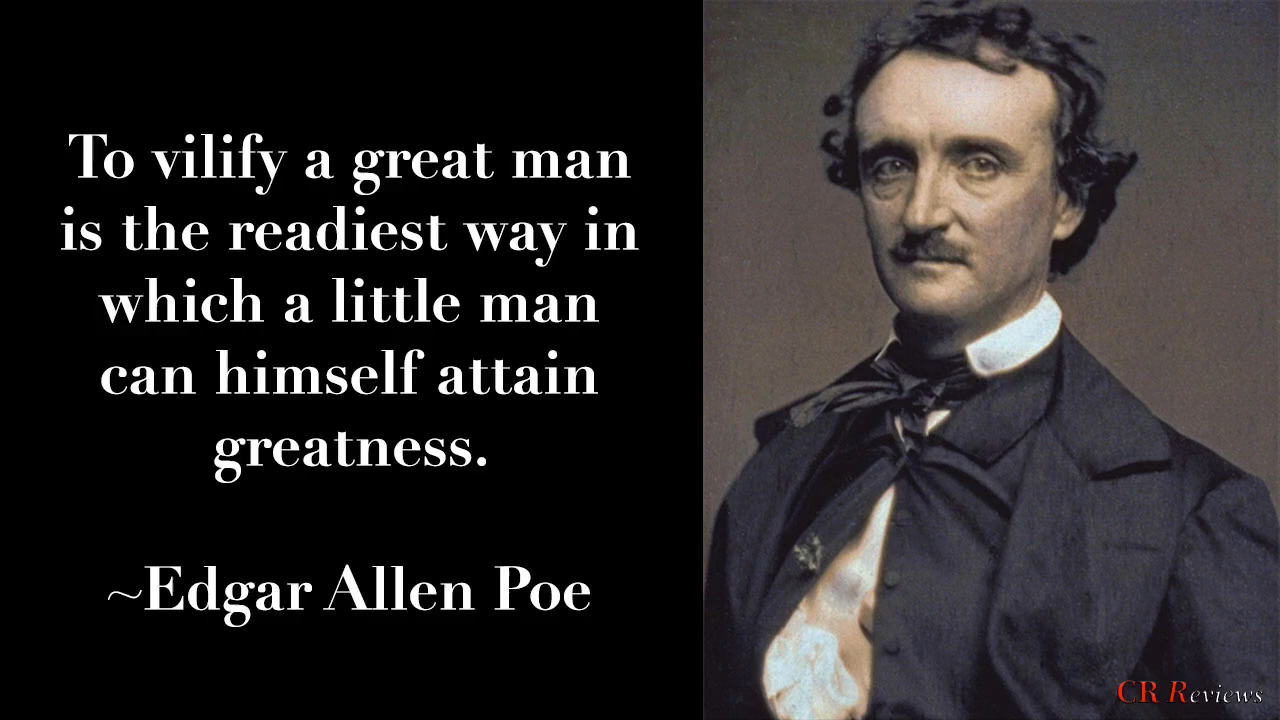 To vilify a great man
is the readiest way in
which a little man
can himself attain
greatness.
~Edgar Allen Poe
CR Reviews